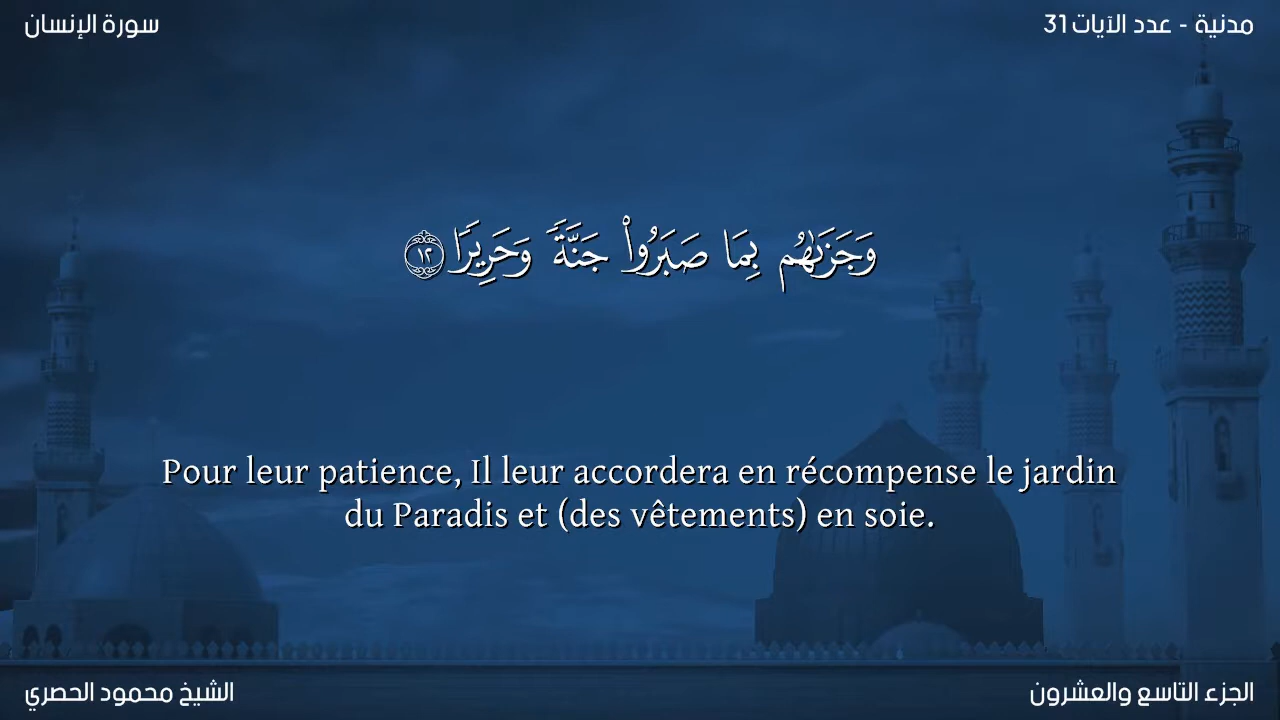 سورة الإنسان
مدنية - عدد الآيات 31
وَجَزَىٰهُم بِمَا صَبَرُوا۟ جَنَّةً وَحَرِيرًا ١٢
Pour leur patience, Il leur accordera en récompense le jardin
du Paradis et (des vêtements) en soie.
الشيخ محمود الحصري
الجزء التاسع والعشرون